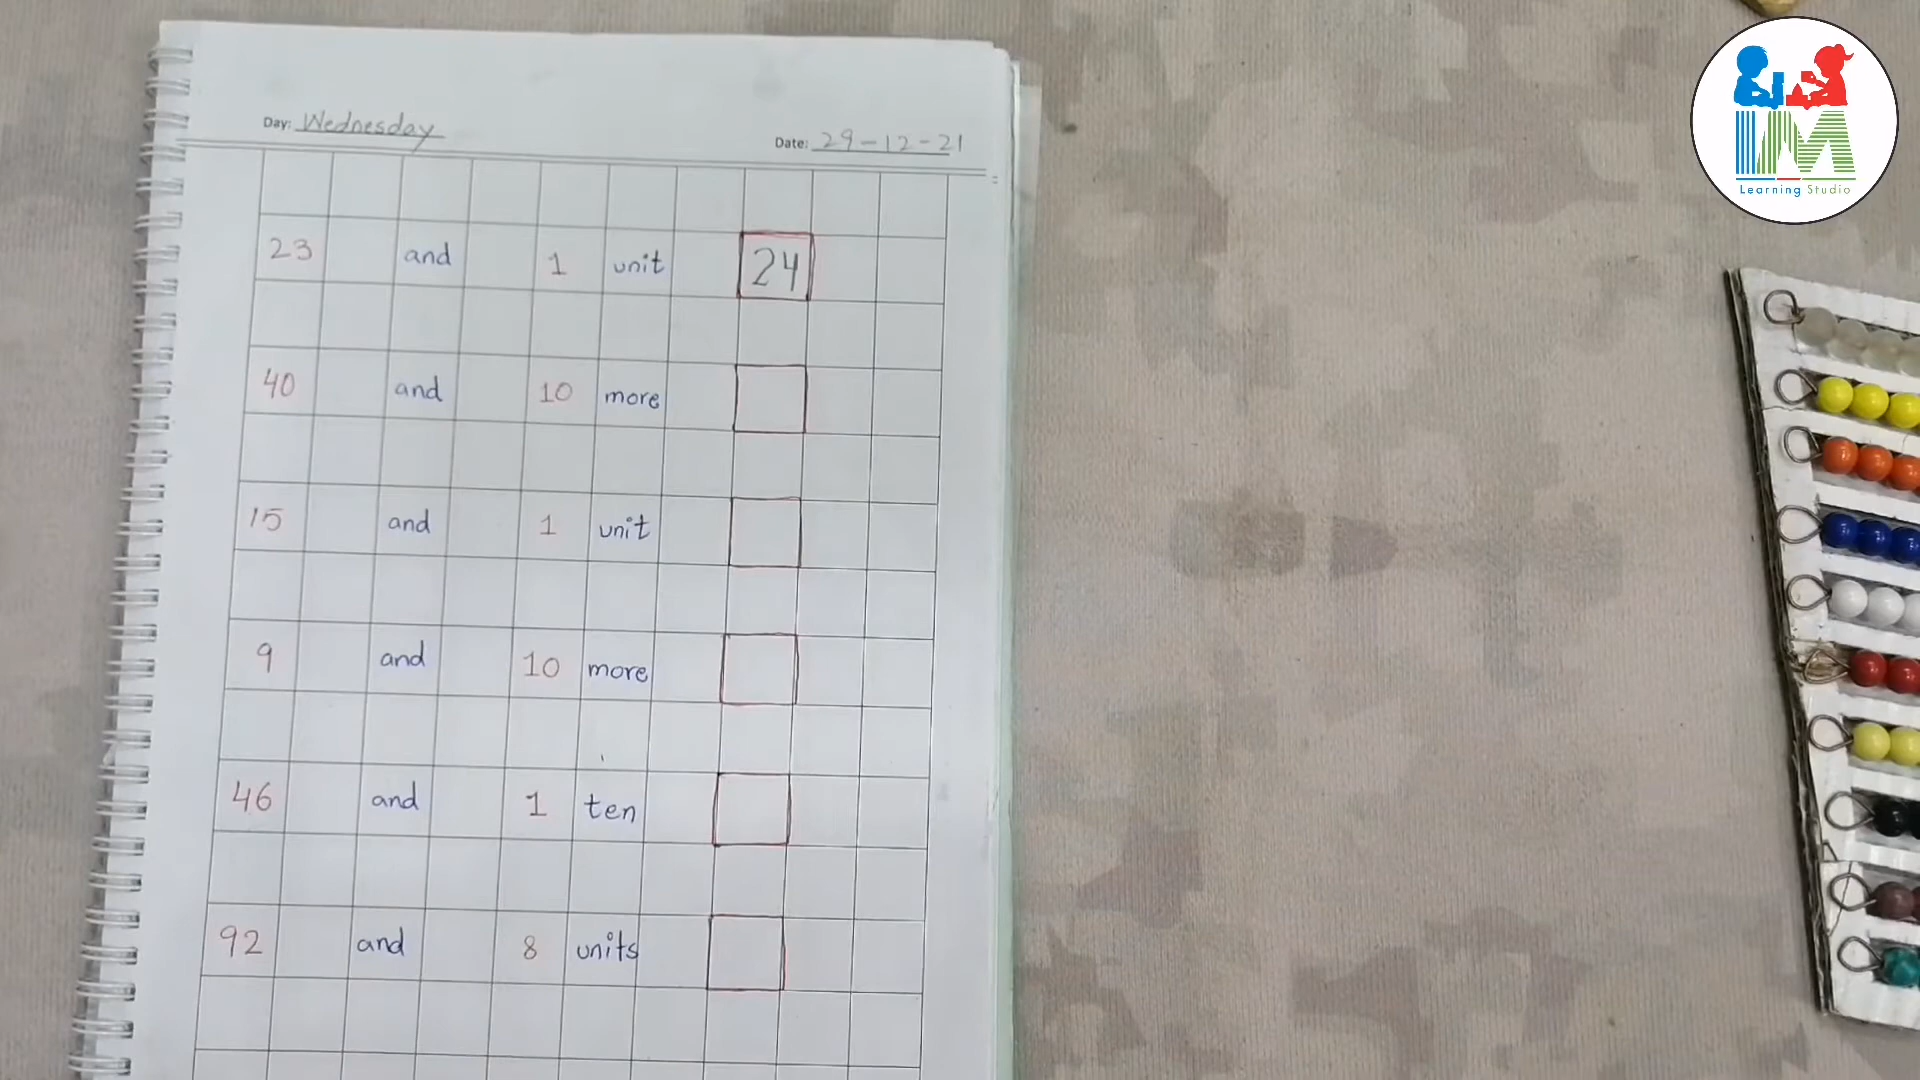 Day: Wednesday
Date: 29-12-21
23 and 1 unit 24
40 and 10 more
15 and 1 unit
9 and 10 more
46 and 1 ten
92 and 8 units
IM
Learning Studio